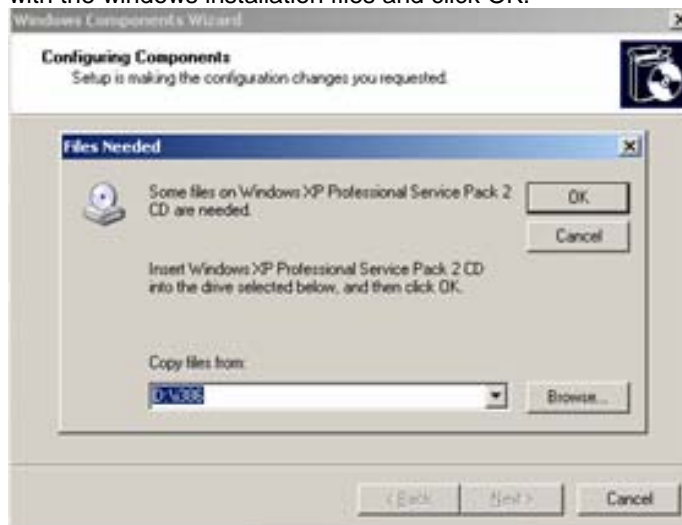 with the windows installation files and click OK.
Windows Components Wizard
Configuring Components
Setup is making the configuration changes you requested.
Files Needed
Some files on Windows XP Professional Service Pack 2
CD are needed.
OK
Cancel
Insert Windows XP Professional Service Pack 2 CD
into the drive selected below, and then click OK.
Copy files from:
D:\i386
Browse...
< Back
Next >
Cancel